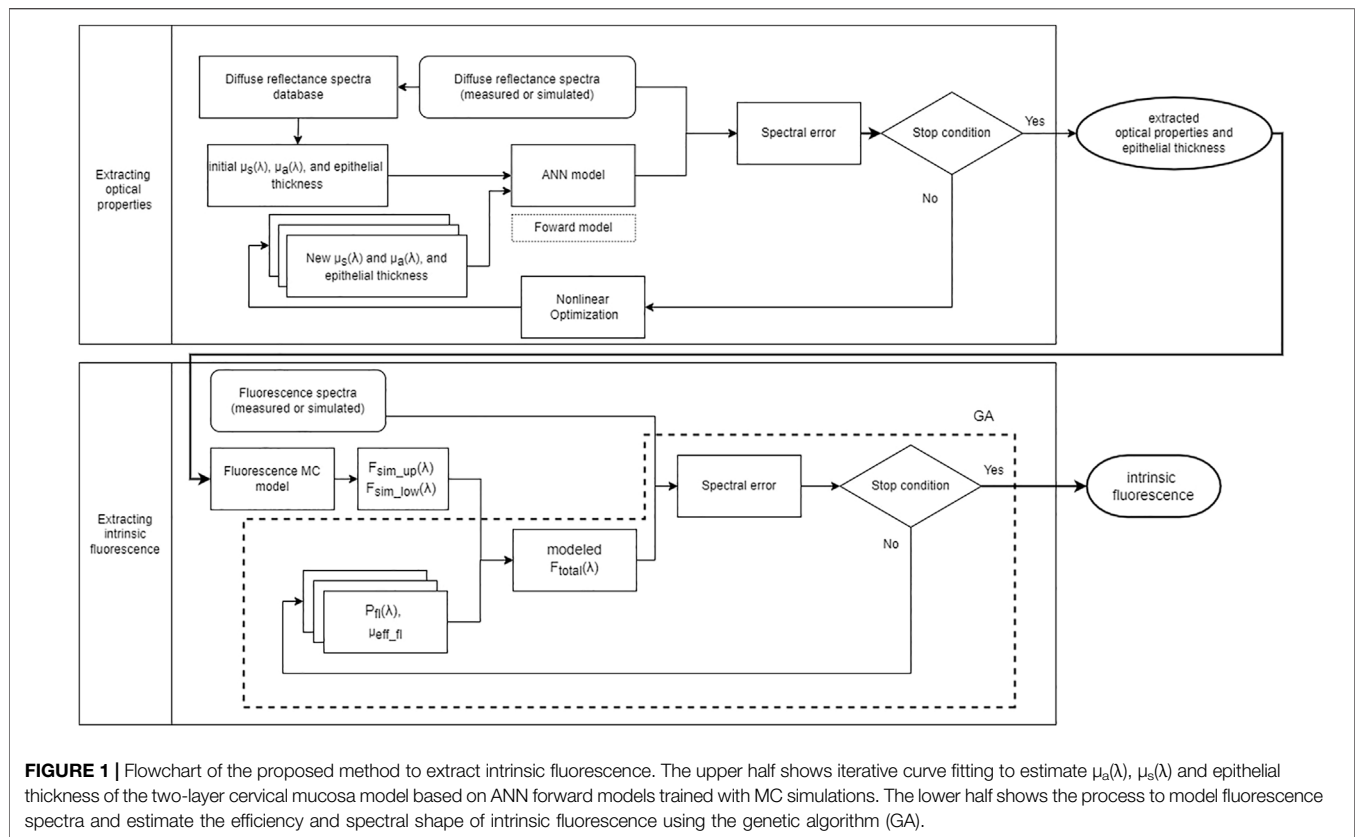 Diffuse reflectance spectra
database
Diffuse reflectance spectra
(measured or simulated)
Spectral error
Stop condition
Yes
extracted
optical properties and
epithelial thickness
Extracting
optical
properties
initial μs(λ), μa(λ), and epithelial
thickness
ANN model
No
Foward model
New μs(λ) and μa(λ), and
epithelial thickness
Nonlinear
Optimization
Fluorescence spectra
(measured or simulated)
GA
Fluorescence MC
model
Fsim_up(λ)
Fsim_low(λ)
Spectral error
Stop condition
Yes
intrinsic
fluorescence
Extracting
intrinsic
fluorescence
modeled
Ftotal(λ)
No
Pfl(λ),
μeff_fl
FIGURE 1 | Flowchart of the proposed method to extract intrinsic fluorescence. The upper half shows iterative curve fitting to estimate μa(λ), μs(λ) and epithelial
thickness of the two-layer cervical mucosa model based on ANN forward models trained with MC simulations. The lower half shows the process to model fluorescence
spectra and estimate the efficiency and spectral shape of intrinsic fluorescence using the genetic algorithm (GA).